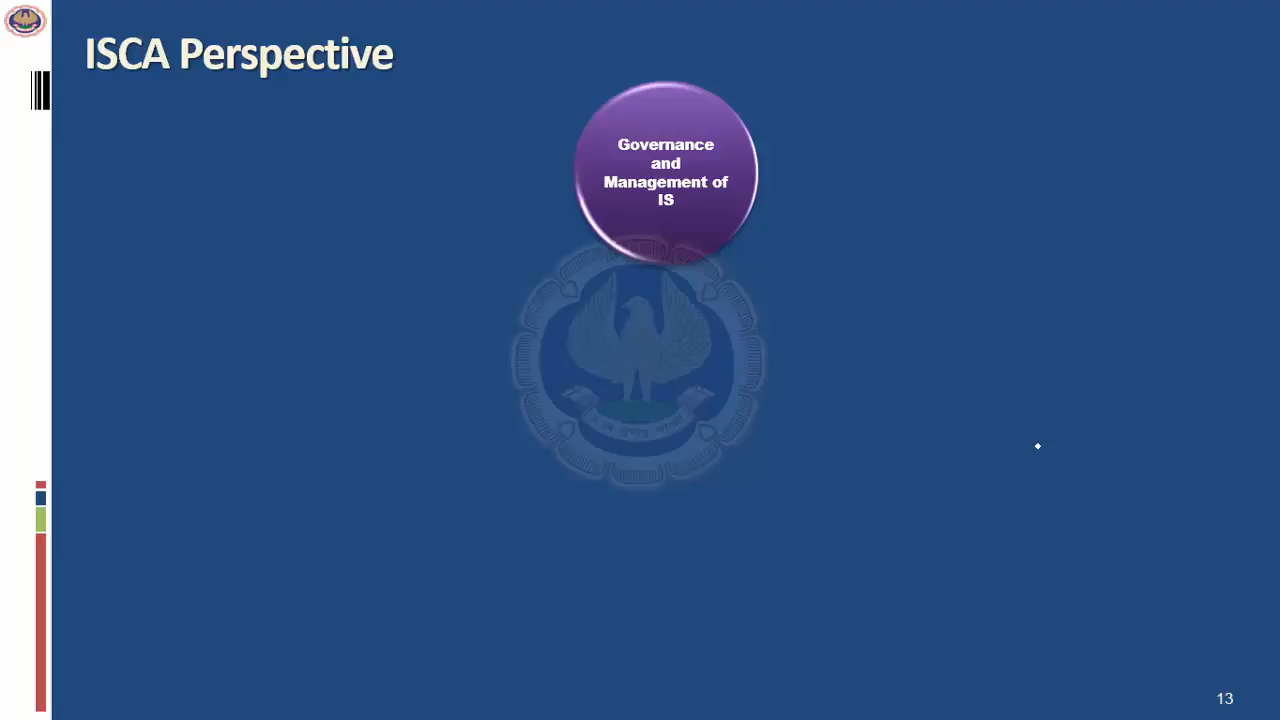 ISCA Perspective
Governance
and
Management of
IS
13